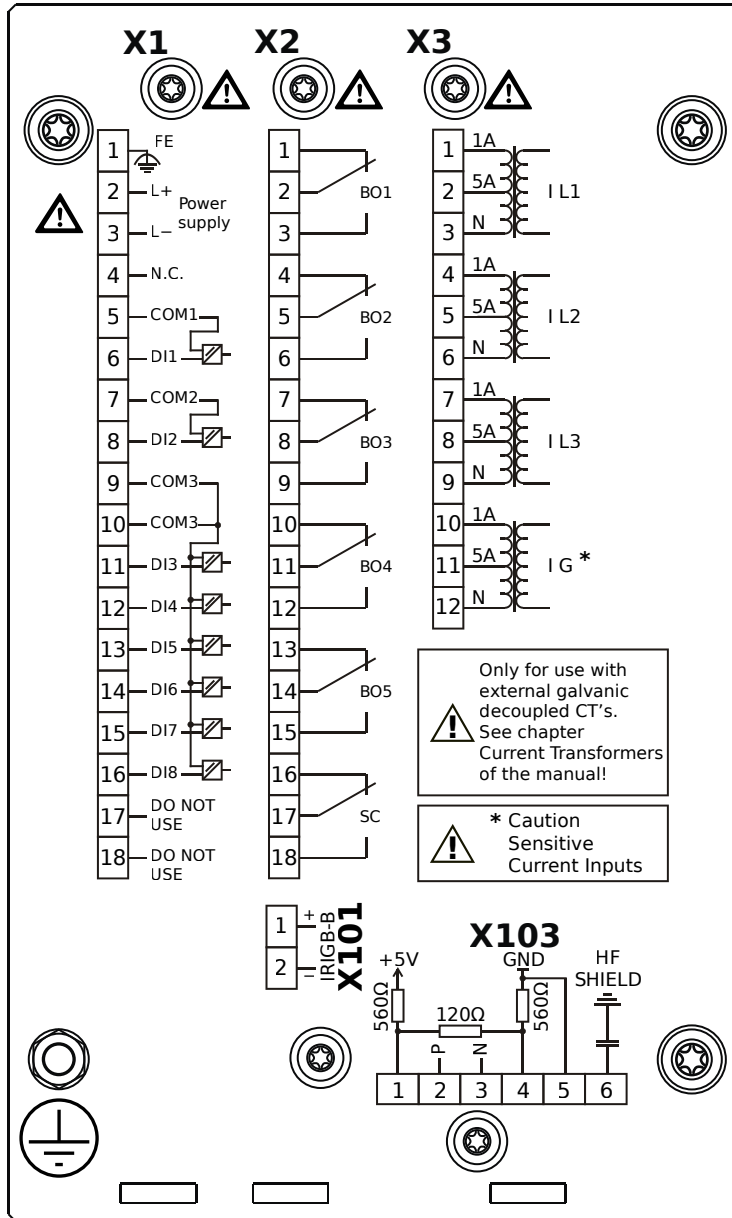 X1 X2 X3
1 FE
2 L+ Power
supply
3 L−
4 N.C.
5 COM1
6 DI1
7 COM2
8 DI2
9 COM3
10 COM3
11 DI3
12 DI4
13 DI5
14 DI6
15 DI7
16 DI8
17 DO NOT
USE
18 DO NOT
USE
1
2 BO1
3
4
5 BO2
6
7
8 BO3
9
10
11 BO4
12
13
14 BO5
15
16
17 SC
18
1 1A
2 5A I L1
3 N
4 1A
5 5A I L2
6 N
7 1A
8 5A I L3
9 N
10 1A
11 5A I G *
12 N
Only for use with
external galvanic
decoupled CT's.
See chapter
Current Transformers
of the manual!
* Caution
Sensitive
Current Inputs
1 +
2 −
IRIGB-B
X101
X103
+5V GND HF
SHIELD
560Ω 120Ω 560Ω
P N
1 2 3 4 5 6